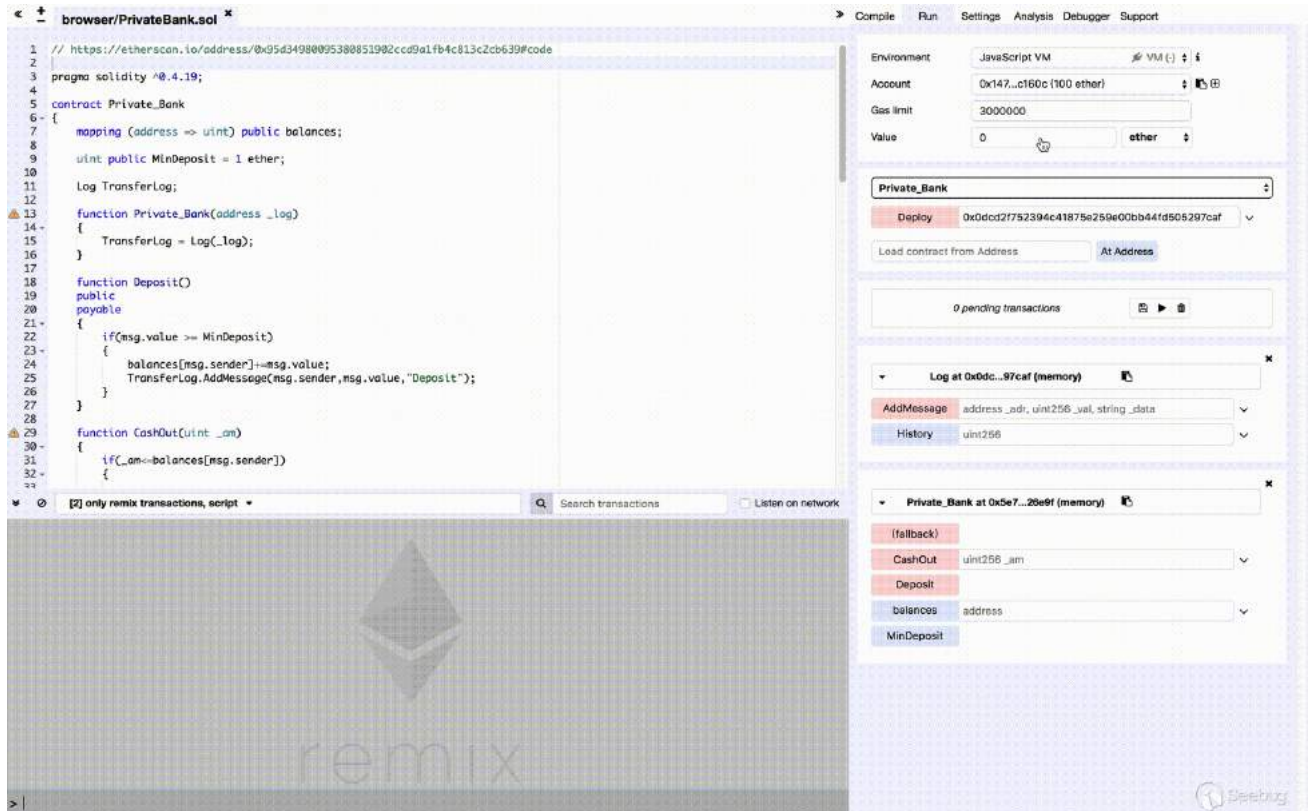 browser/PrivateBank.sol
Compile Run Settings Analysis Debugger Support
1 // https://etherscan.io/address/0x95d34980095380851902ccd9a1fb4c813c2cb639#code
2
3 pragma solidity ^0.4.19;
4
5 contract Private_Bank
6 {
7 mapping (address => uint) public balances;
8
9 uint public MinDeposit = 1 ether;
10
11 Log TransferLog;
12
13 function Private_Bank(address _log)
14 {
15 TransferLog = Log(_log);
16 }
17
18 function Deposit()
19 public
20 payable
21 {
22 if(msg.value >= MinDeposit)
23 {
24 balances[msg.sender]+=msg.value;
25 TransferLog.AddMessage(msg.sender,msg.value,"Deposit");
26 }
27 }
28
29 function CashOut(uint _am)
30 {
31 if(_am<=balances[msg.sender])
32 {
33
[2] only remix transactions, script
Search transactions
Listen on network
remix
>
Environment JavaScript VM VM (-)
Account 0x147...c160c (100 ether)
Gas limit 3000000
Value 0 ether
Private_Bank
Deploy 0x0dcd2f752394c41875e259e00bb44fd505297caf
Load contract from Address At Address
0 pending transactions
Log at 0x0dc...97caf (memory)
AddMessage address _adr, uint256 _val, string _data
History uint256
Private_Bank at 0x5e7...26e9f (memory)
(fallback)
CashOut uint256 _am
Deposit
balances address
MinDeposit
Seebug